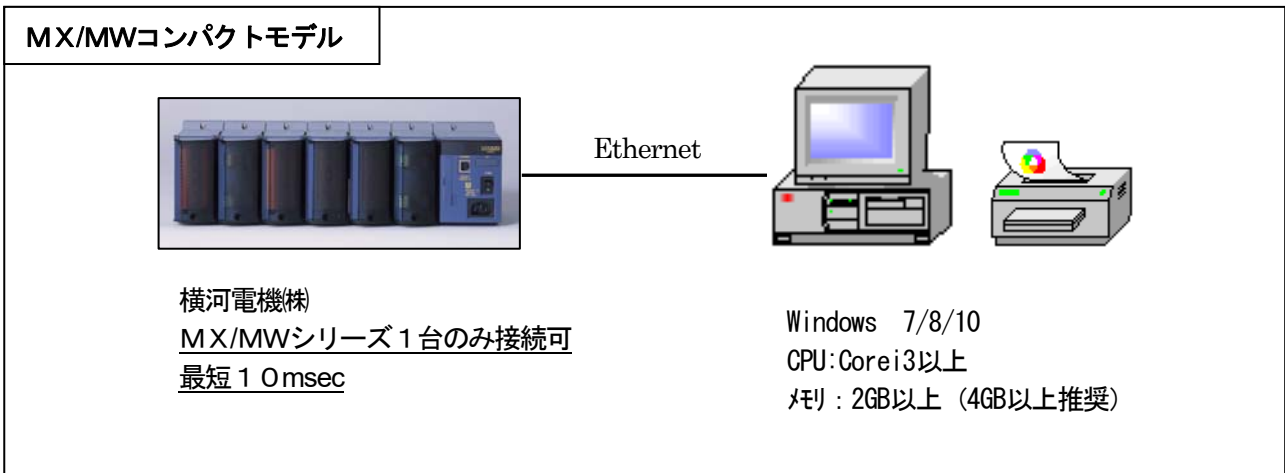 ＭＸ/MWコンパクトモデル
Ethernet
横河電機㈱
ＭＸ/MWシリーズ１台のみ接続可
最短１０msec
Windows　7/8/10
CPU:Corei3以上
ﾒﾓﾘ：2GB以上（4GB以上推奨）